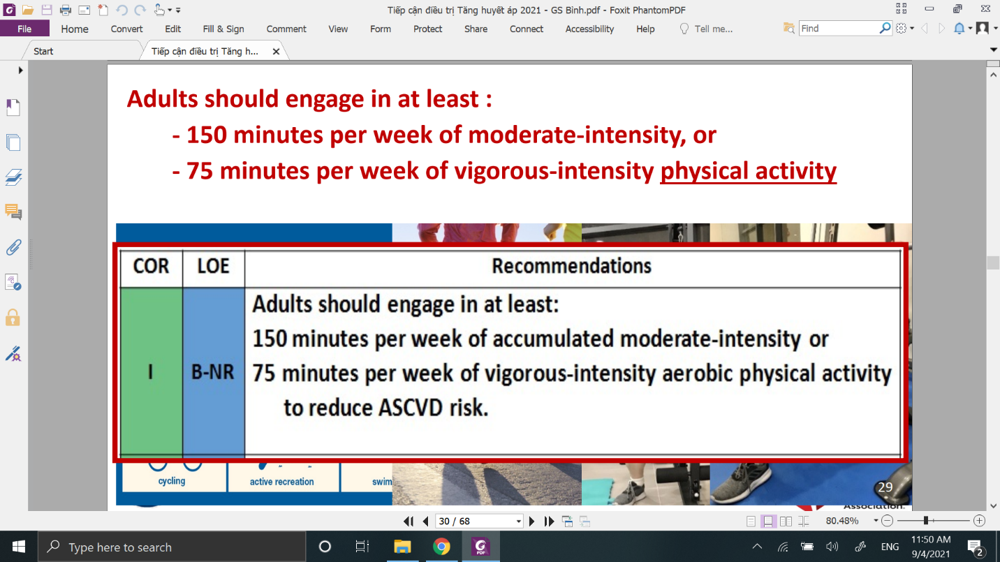 Tiếp cận điều trị Tăng huyết áp 2021 - GS Binh.pdf - Foxit PhantomPDF
File Home Convert Edit Fill & Sign Comment View Form Protect Share Connect Accessibility Help Tell me... Find
Start Tiếp cận điều trị Tăng h...
Adults should engage in at least :
- 150 minutes per week of moderate-intensity, or
- 75 minutes per week of vigorous-intensity physical activity
COR LOE Recommendations
Adults should engage in at least:
150 minutes per week of accumulated moderate-intensity or
I B-NR 75 minutes per week of vigorous-intensity aerobic physical activity
to reduce ASCVD risk.
cycling active recreation swim
29
Association.
30 / 68 80.48%
Type here to search PDF ENG 11:50 AM
9/4/2021 2